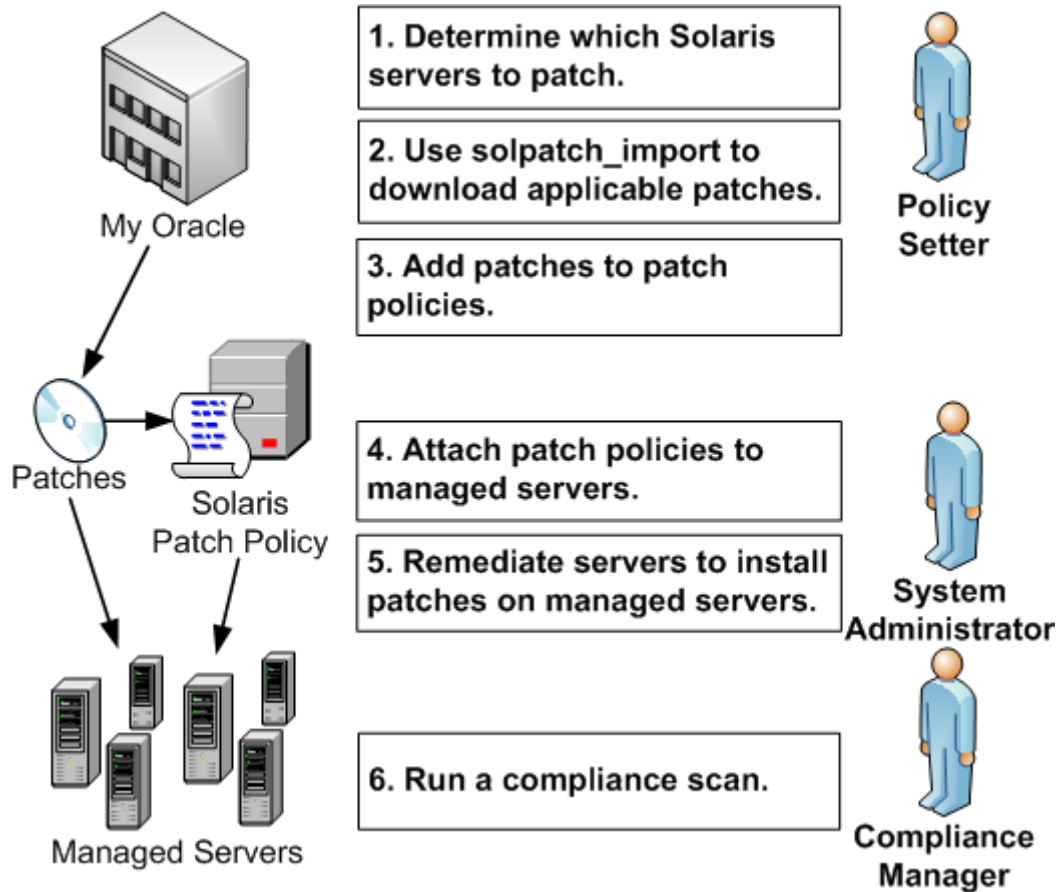 My Oracle
1. Determine which Solaris
servers to patch.
2. Use solpatch_import to
download applicable patches.
3. Add patches to patch
policies.
Policy
Setter
Patches
Solaris
Patch Policy
4. Attach patch policies to
managed servers.
5. Remediate servers to install
patches on managed servers.
System
Administrator
Managed Servers
6. Run a compliance scan.
Compliance
Manager